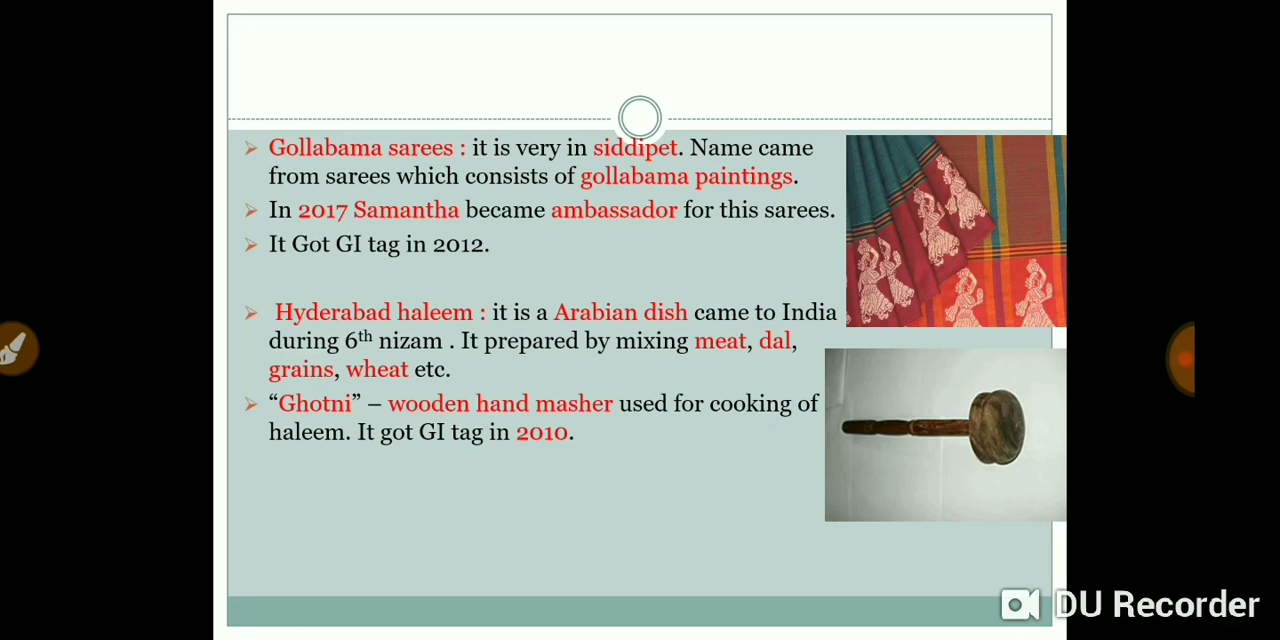 Gollabama sarees : it is very in siddipet. Name came
from sarees which consists of gollabama paintings.
In 2017 Samantha became ambassador for this sarees.
It Got GI tag in 2012.
Hyderabad haleem : it is a Arabian dish came to India
during 6th nizam . It prepared by mixing meat, dal,
grains, wheat etc.
“Ghotni” – wooden hand masher used for cooking of
haleem. It got GI tag in 2010.
DU Recorder